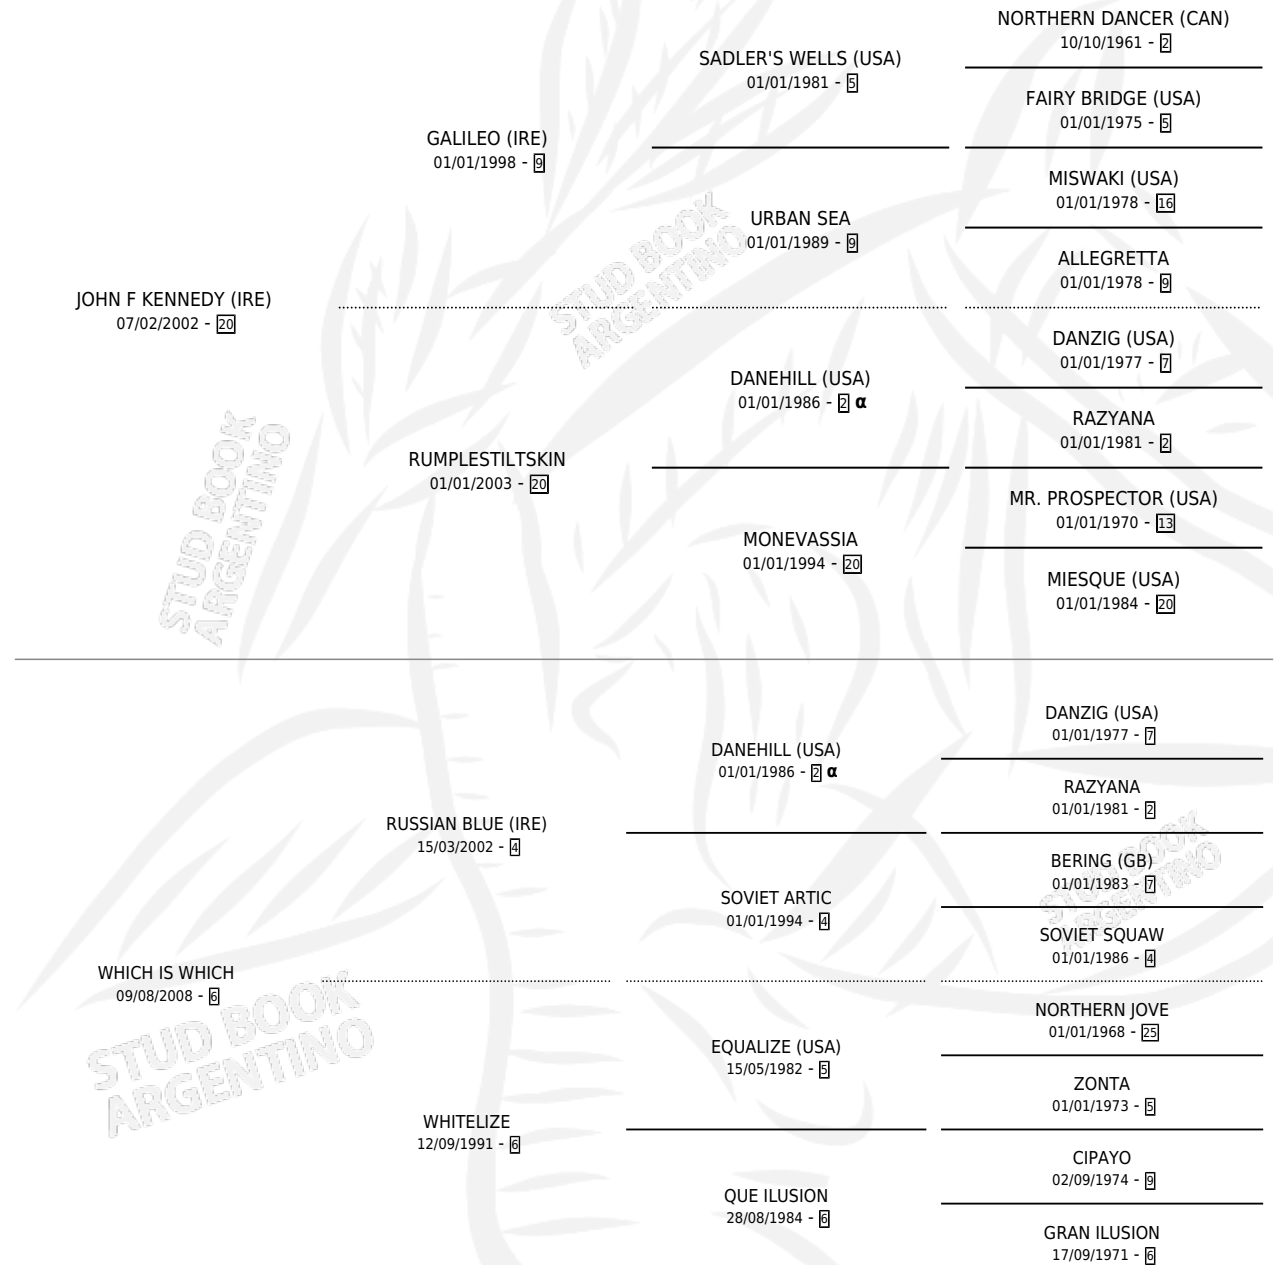 NORTHERN DANCER (CAN)
10/10/1961 - 2
SADLER'S WELLS (USA)
01/01/1981 - 5
FAIRY BRIDGE (USA)
01/01/1975 - 5
GALILEO (IRE)
01/01/1998 - 9
MISWAKI (USA)
01/01/1978 - 16
URBAN SEA
01/01/1989 - 9
ALLEGRETTA
01/01/1978 - 9
JOHN F KENNEDY (IRE)
07/02/2002 - 20
DANZIG (USA)
01/01/1977 - 7
DANEHILL (USA)
01/01/1986 - 2 α
RAZYANA
01/01/1981 - 2
RUMPLESTILTSKIN
01/01/2003 - 20
MR. PROSPECTOR (USA)
01/01/1970 - 13
MONEVASSIA
01/01/1994 - 20
MIESQUE (USA)
01/01/1984 - 20
DANZIG (USA)
01/01/1977 - 7
DANEHILL (USA)
01/01/1986 - 2 α
RAZYANA
01/01/1981 - 2
RUSSIAN BLUE (IRE)
15/03/2002 - 4
BERING (GB)
01/01/1983 - 7
SOVIET ARTIC
01/01/1994 - 4
SOVIET SQUAW
01/01/1986 - 4
WHICH IS WHICH
09/08/2008 - 6
NORTHERN JOVE
01/01/1968 - 25
EQUALIZE (USA)
15/05/1982 - 5
ZONTA
01/01/1973 - 5
WHITELIZE
12/09/1991 - 6
CIPAYO
02/09/1974 - 9
QUE ILUSION
28/08/1984 - 6
GRAN ILUSION
17/09/1971 - 6
STUD BOOK
ARGENTINO
STUD BOOK
ARGENTINO
STUD BOOK
ARGENTINO
STUD BOOK
ARGENTINO